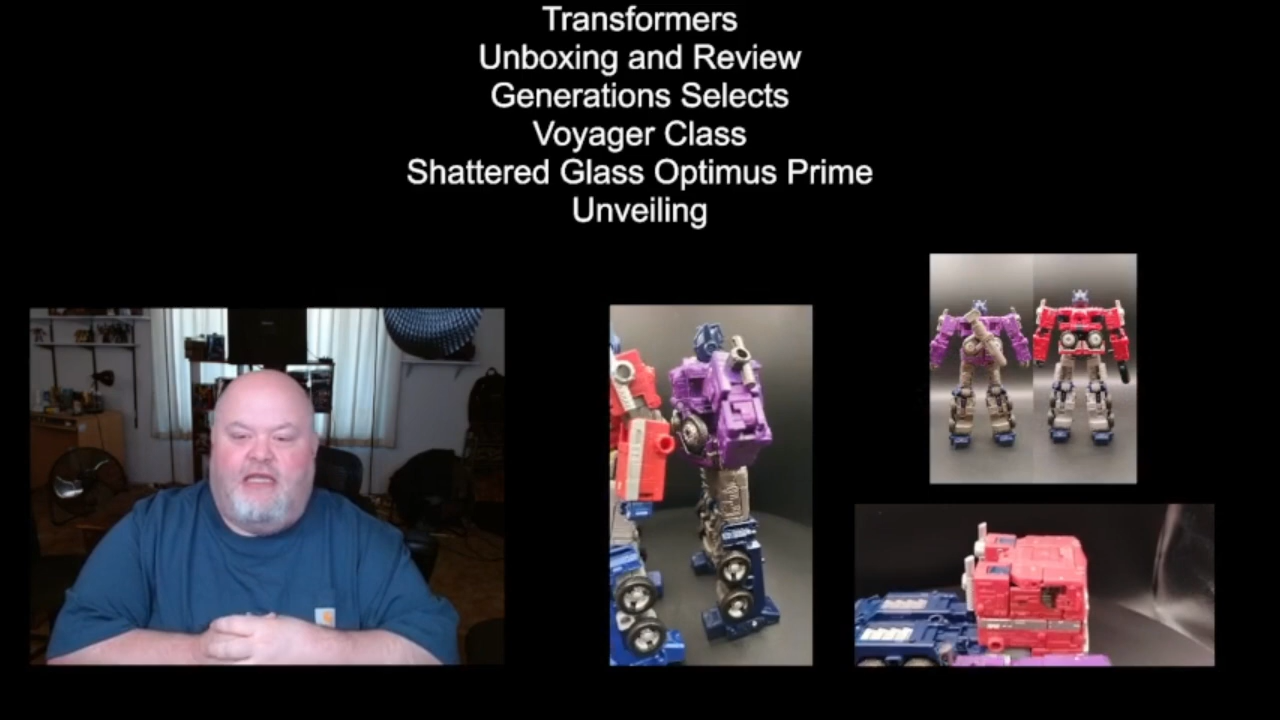 Transformers
Unboxing and Review
Generations Selects
Voyager Class
Shattered Glass Optimus Prime
Unveiling